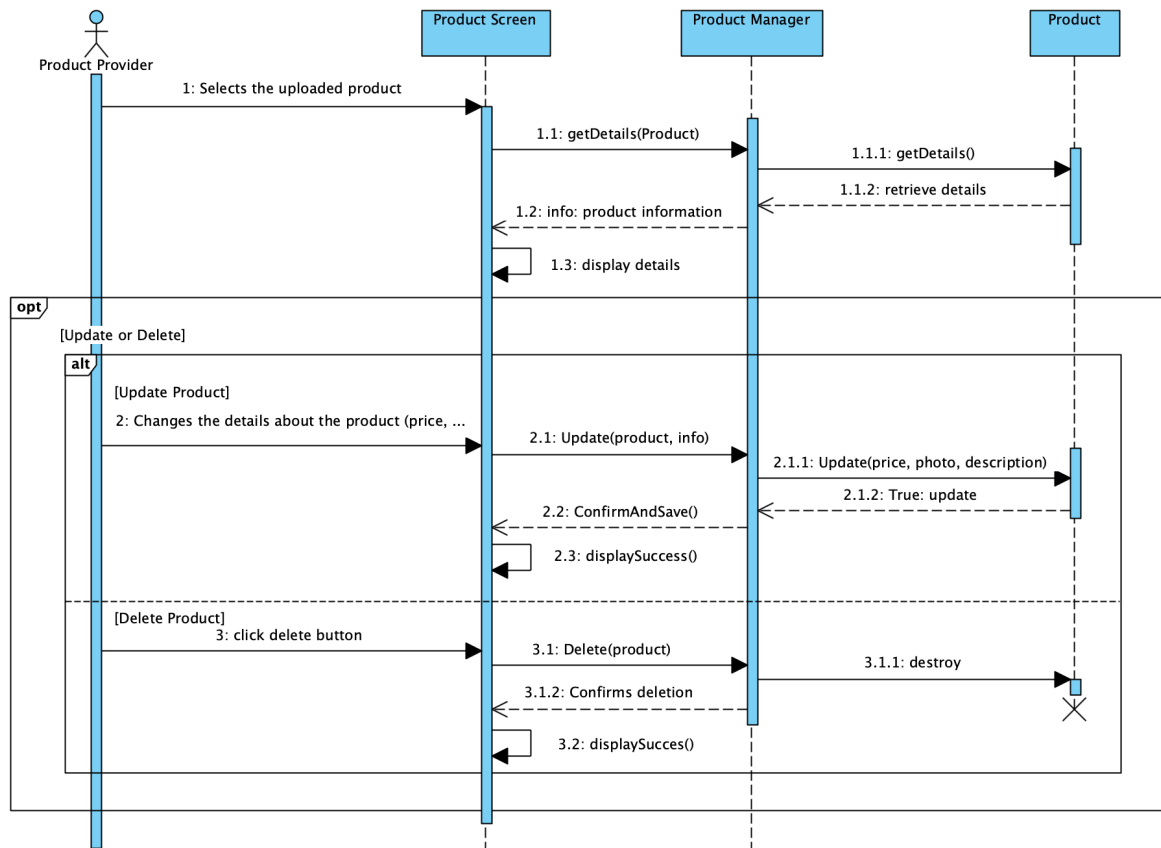 Product Screen
Product Manager
Product
Product Provider
1: Selects the uploaded product
1.1: getDetails(Product)
1.1.1: getDetails()
1.1.2: retrieve details
1.2: info: product information
1.3: display details
opt
[Update or Delete]
alt
[Update Product]
2: Changes the details about the product (price, ...
2.1: Update(product, info)
2.1.1: Update(price, photo, description)
2.1.2: True: update
2.2: ConfirmAndSave()
2.3: displaySuccess()
[Delete Product]
3: click delete button
3.1: Delete(product)
3.1.1: destroy
3.1.2: Confirms deletion
3.2: displaySucces()